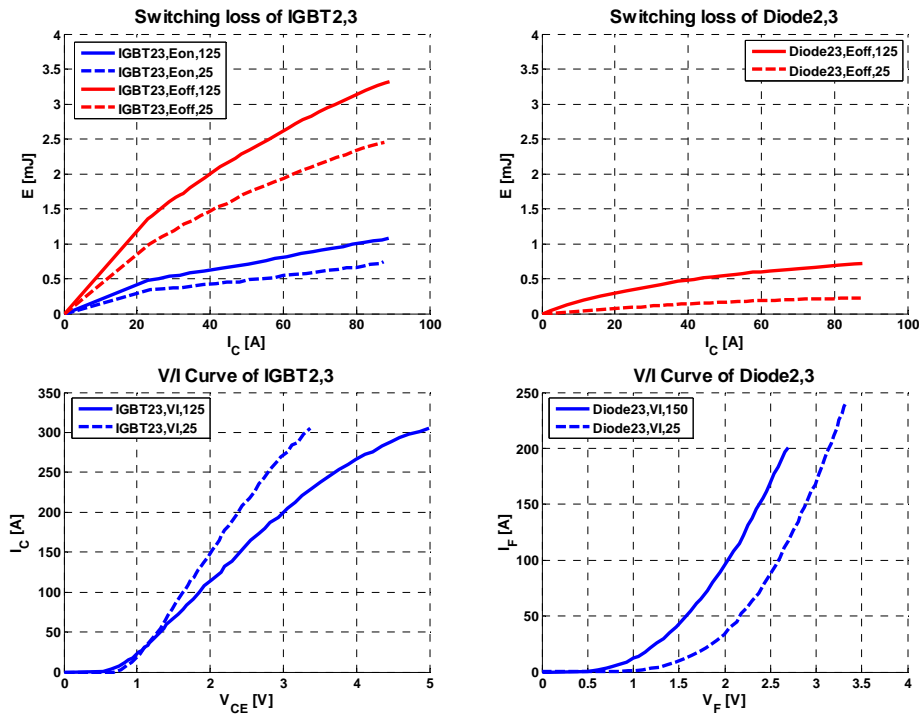 Switching loss of IGBT2,3
4
3.5
3
2.5
2
1.5
1
0.5
0
E [mJ]
IGBT23,Eon,125
IGBT23,Eon,25
IGBT23,Eoff,125
IGBT23,Eoff,25
0 20 40 60 80 100
I_C [A]
Switching loss of Diode2,3
4
3.5
3
2.5
2
1.5
1
0.5
0
E [mJ]
Diode23,Eoff,125
Diode23,Eoff,25
0 20 40 60 80 100
I_C [A]
V/I Curve of IGBT2,3
350
300
250
200
150
100
50
0
I_C [A]
IGBT23,VI,125
IGBT23,VI,25
0 1 2 3 4 5
V_CE [V]
V/I Curve of Diode2,3
250
200
150
100
50
0
I_F [A]
Diode23,VI,150
Diode23,VI,25
0 0.5 1 1.5 2 2.5 3 3.5 4
V_F [V]